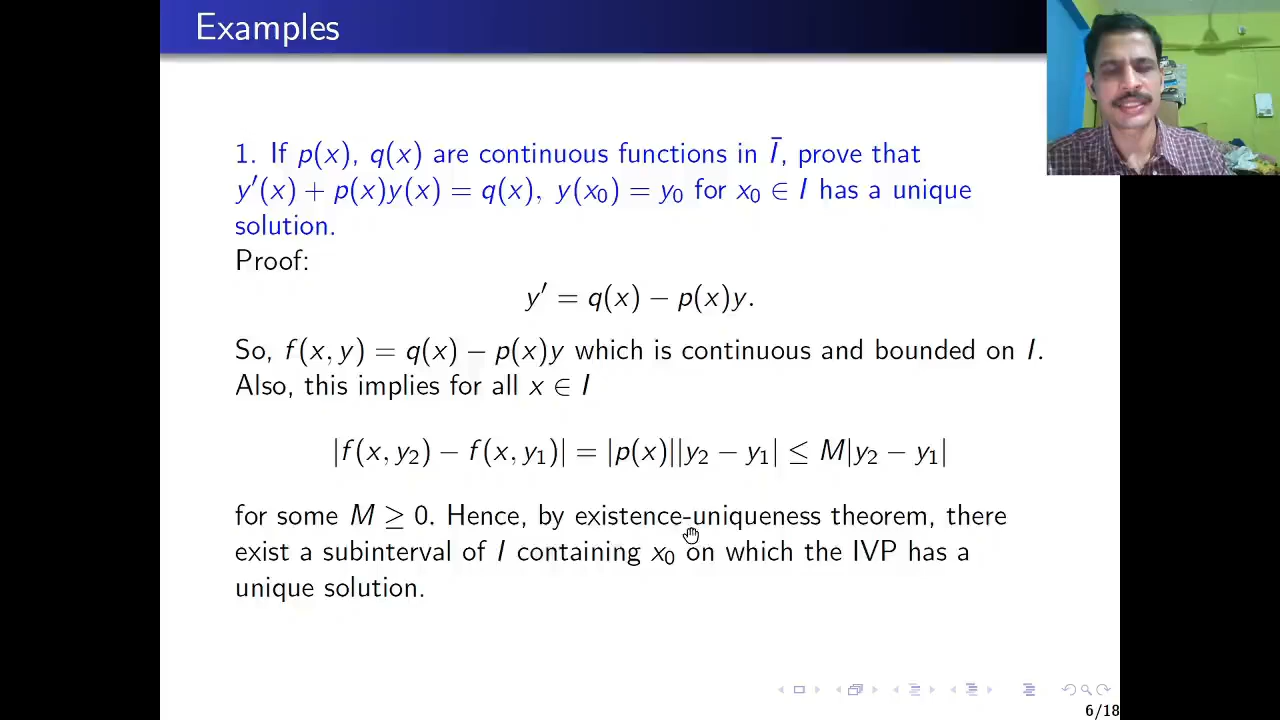 Examples
1. If p(x), q(x) are continuous functions in Ī, prove that
y′(x) + p(x)y(x) = q(x), y(x₀) = y₀ for x₀ ∈ I has a unique
solution.
Proof:
y′ = q(x) − p(x)y.
So, f(x, y) = q(x) − p(x)y which is continuous and bounded on I.
Also, this implies for all x ∈ I
|f(x, y₂) − f(x, y₁)| = |p(x)||y₂ − y₁| ≤ M|y₂ − y₁|
for some M ≥ 0. Hence, by existence-uniqueness theorem, there
exist a subinterval of I containing x₀ on which the IVP has a
unique solution.
6/18